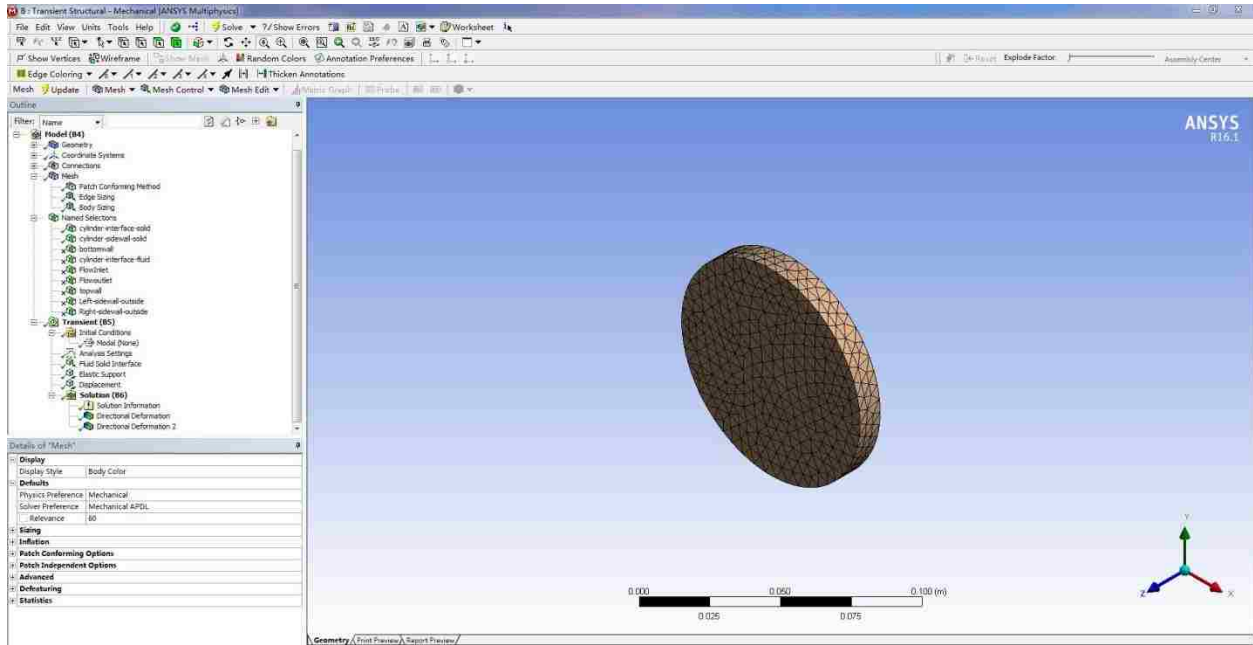 B : Transient Structural - Mechanical [ANSYS Multiphysics]
File Edit View Units Tools Help Solve ?/Show Errors Worksheet
Show Vertices Wireframe Show Mesh Random Colors Annotation Preferences Reset Explode Factor: Assembly Center
Edge Coloring Thicken Annotations
Mesh Update Mesh Mesh Control Mesh Edit Metric Graph Probe
Outline
Filter: Name
Model (B4)
Geometry
Coordinate Systems
Connections
Mesh
Patch Conforming Method
Edge Sizing
Body Sizing
Named Selections
cylinder-interface-solid
cylinder-sidewall-solid
bottomwall
cylinder-interface-fluid
FlowInlet
Flowoutlet
topwall
Left-sidewall-outside
Right-sidewall-outside
Transient (B5)
Initial Conditions
Modal (None)
Analysis Settings
Fluid Solid Interface
Elastic Support
Displacement
Solution (B6)
Solution Information
Directional Deformation
Directional Deformation 2
Details of "Mesh"
Display
Display Style Body Color
Defaults
Physics Preference Mechanical
Solver Preference Mechanical APDL
Relevance 60
Sizing
Inflation
Patch Conforming Options
Patch Independent Options
Advanced
Defeaturing
Statistics
ANSYS
R16.1
0.000 0.050 0.100 (m)
0.025 0.075
Y
Z X
Geometry Print Preview Report Preview